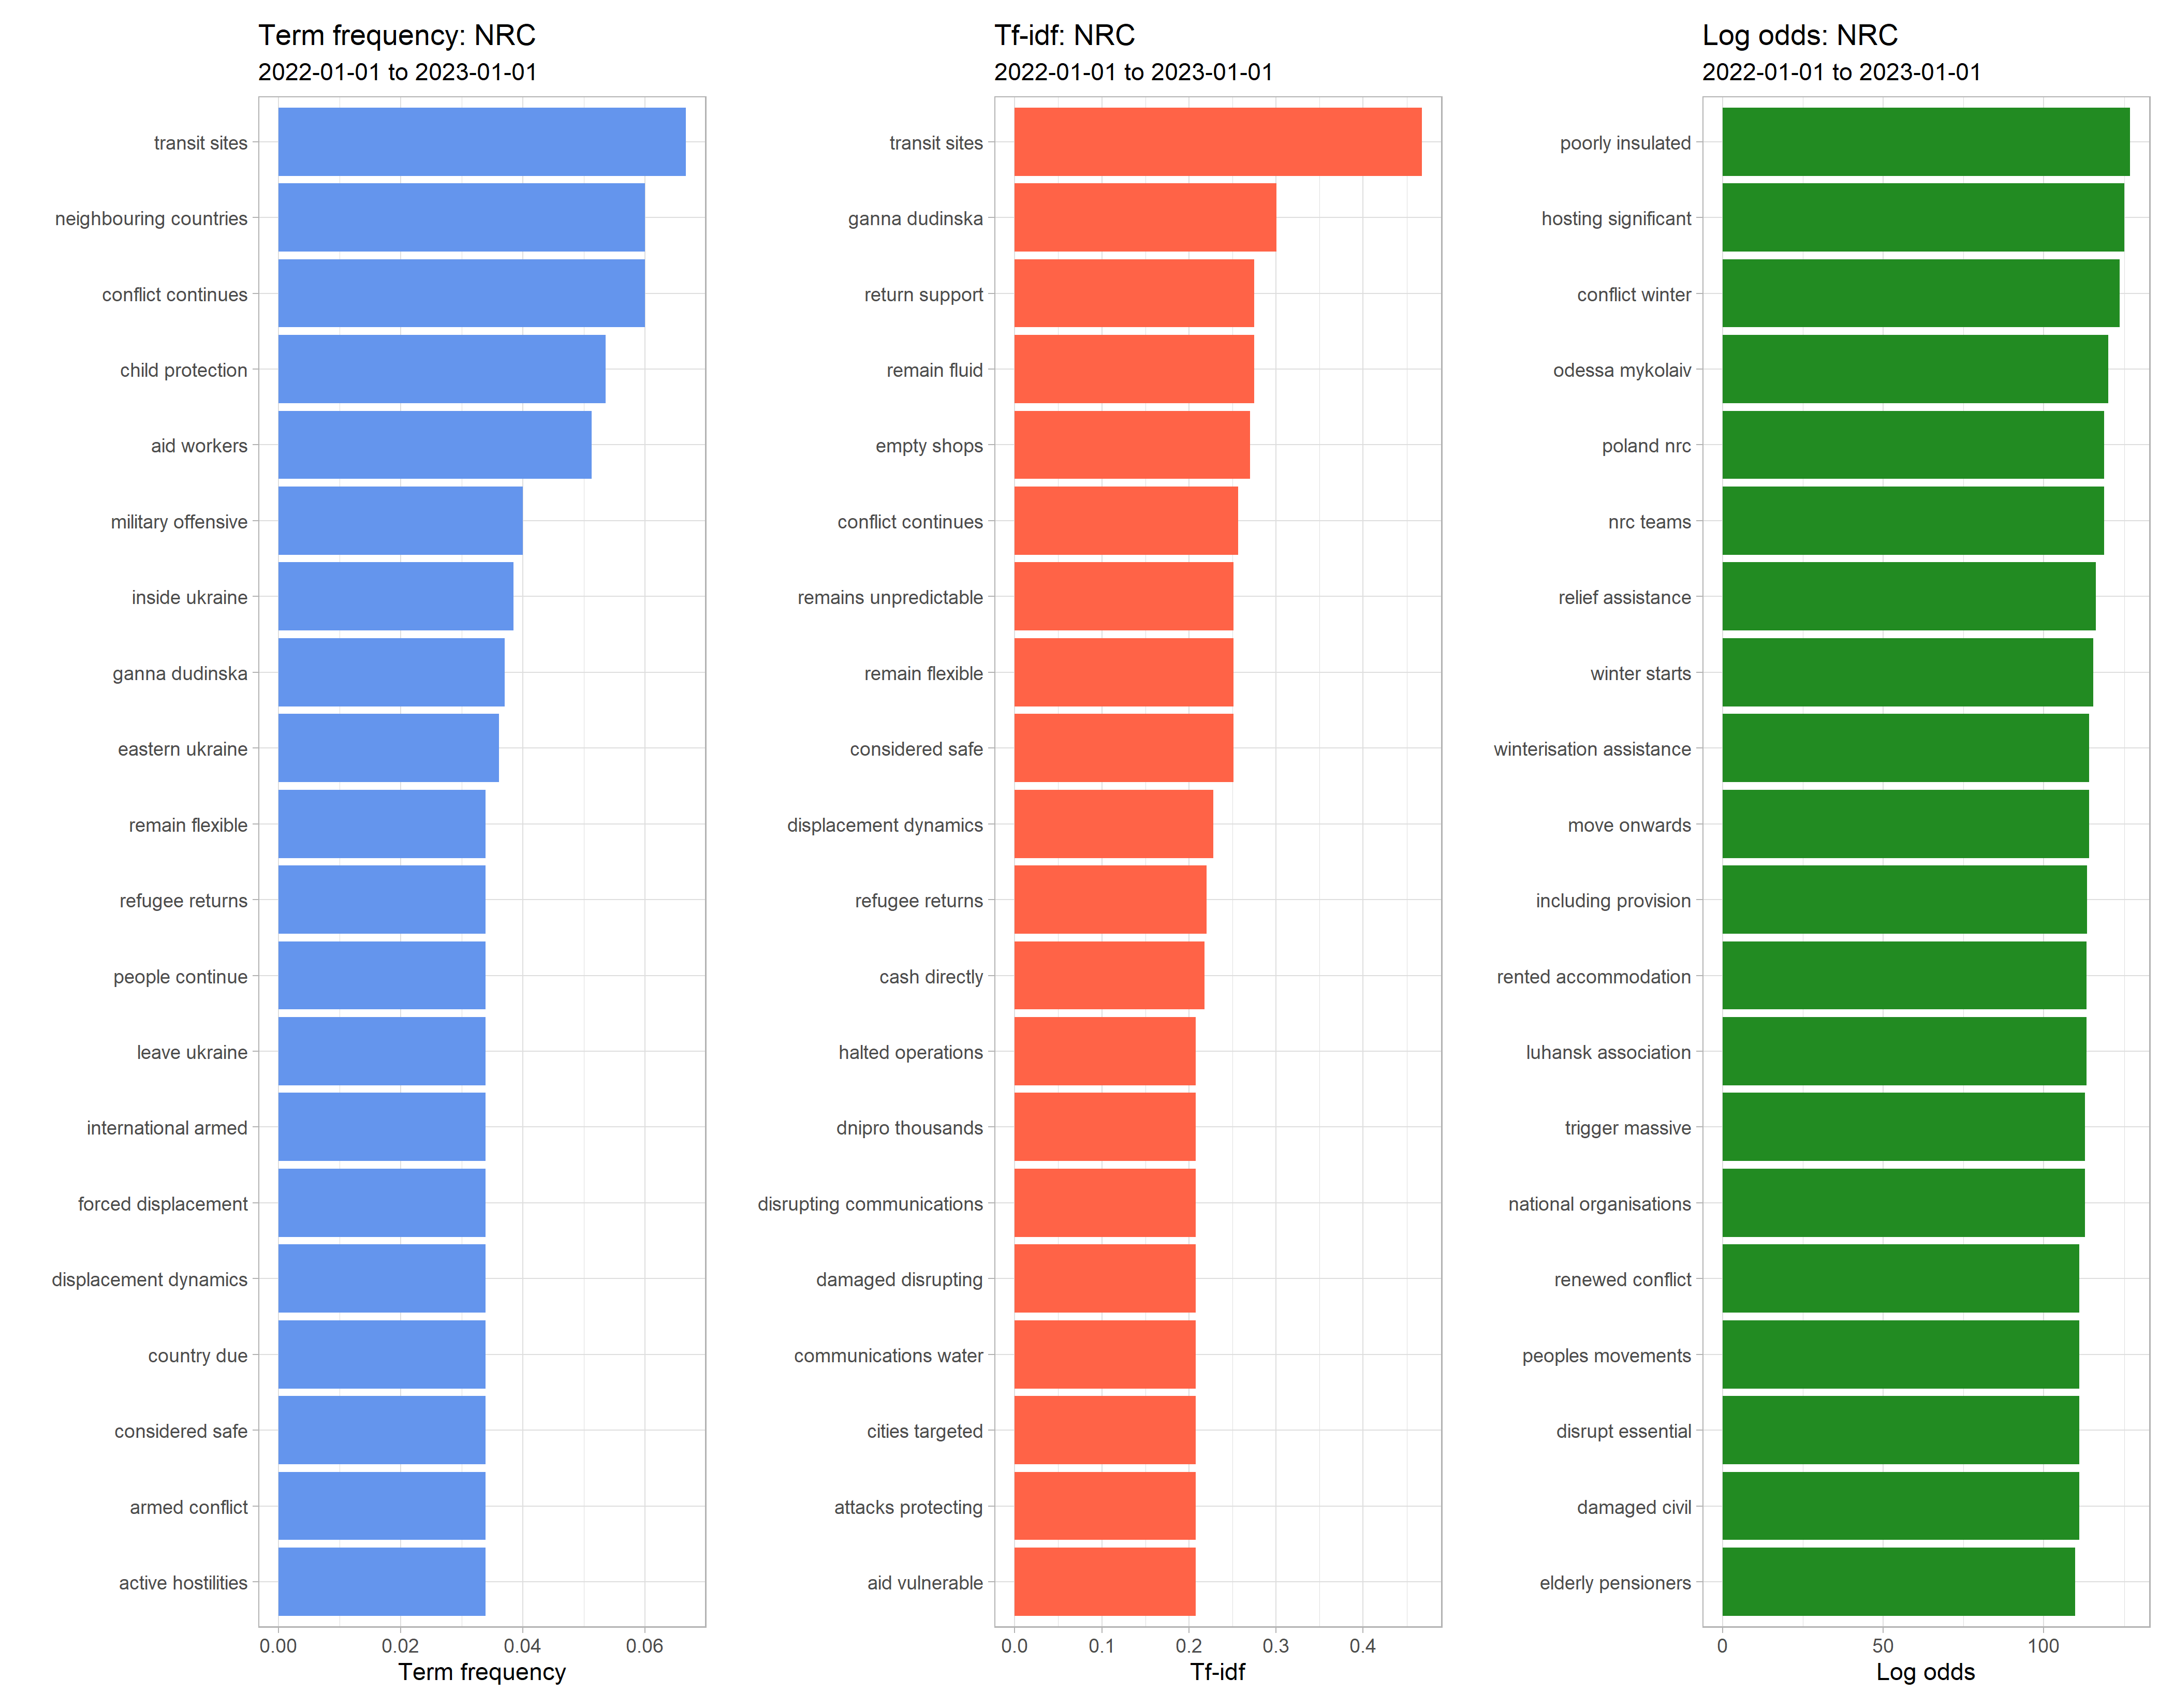 Term frequency: NRC
2022-01-01 to 2023-01-01
transit sites
neighbouring countries
conflict continues
child protection
aid workers
military offensive
inside ukraine
ganna dudinska
eastern ukraine
remain flexible
refugee returns
people continue
leave ukraine
international armed
forced displacement
displacement dynamics
country due
considered safe
armed conflict
active hostilities
0.00 0.02 0.04 0.06
Term frequency
Tf-idf: NRC
2022-01-01 to 2023-01-01
transit sites
ganna dudinska
return support
remain fluid
empty shops
conflict continues
remains unpredictable
remain flexible
considered safe
displacement dynamics
refugee returns
cash directly
halted operations
dnipro thousands
disrupting communications
damaged disrupting
communications water
cities targeted
attacks protecting
aid vulnerable
0.0 0.1 0.2 0.3 0.4
Tf-idf
Log odds: NRC
2022-01-01 to 2023-01-01
poorly insulated
hosting significant
conflict winter
odessa mykolaiv
poland nrc
nrc teams
relief assistance
winter starts
winterisation assistance
move onwards
including provision
rented accommodation
luhansk association
trigger massive
national organisations
renewed conflict
peoples movements
disrupt essential
damaged civil
elderly pensioners
0 50 100
Log odds